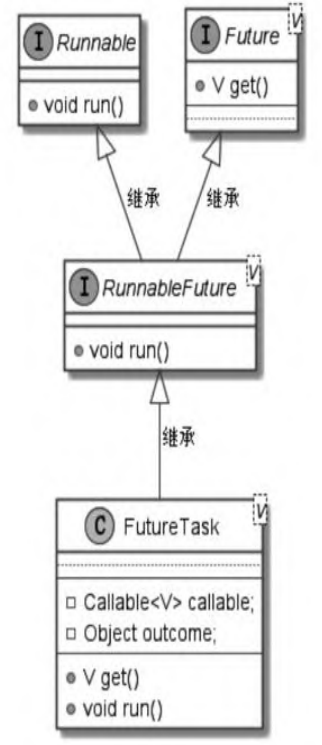 I Runnable
void run()
I Future V
V get()
继承 继承
I RunnableFuture V
void run()
继承
C FutureTask V
Callable<V> callable;
Object outcome;
V get()
void run()